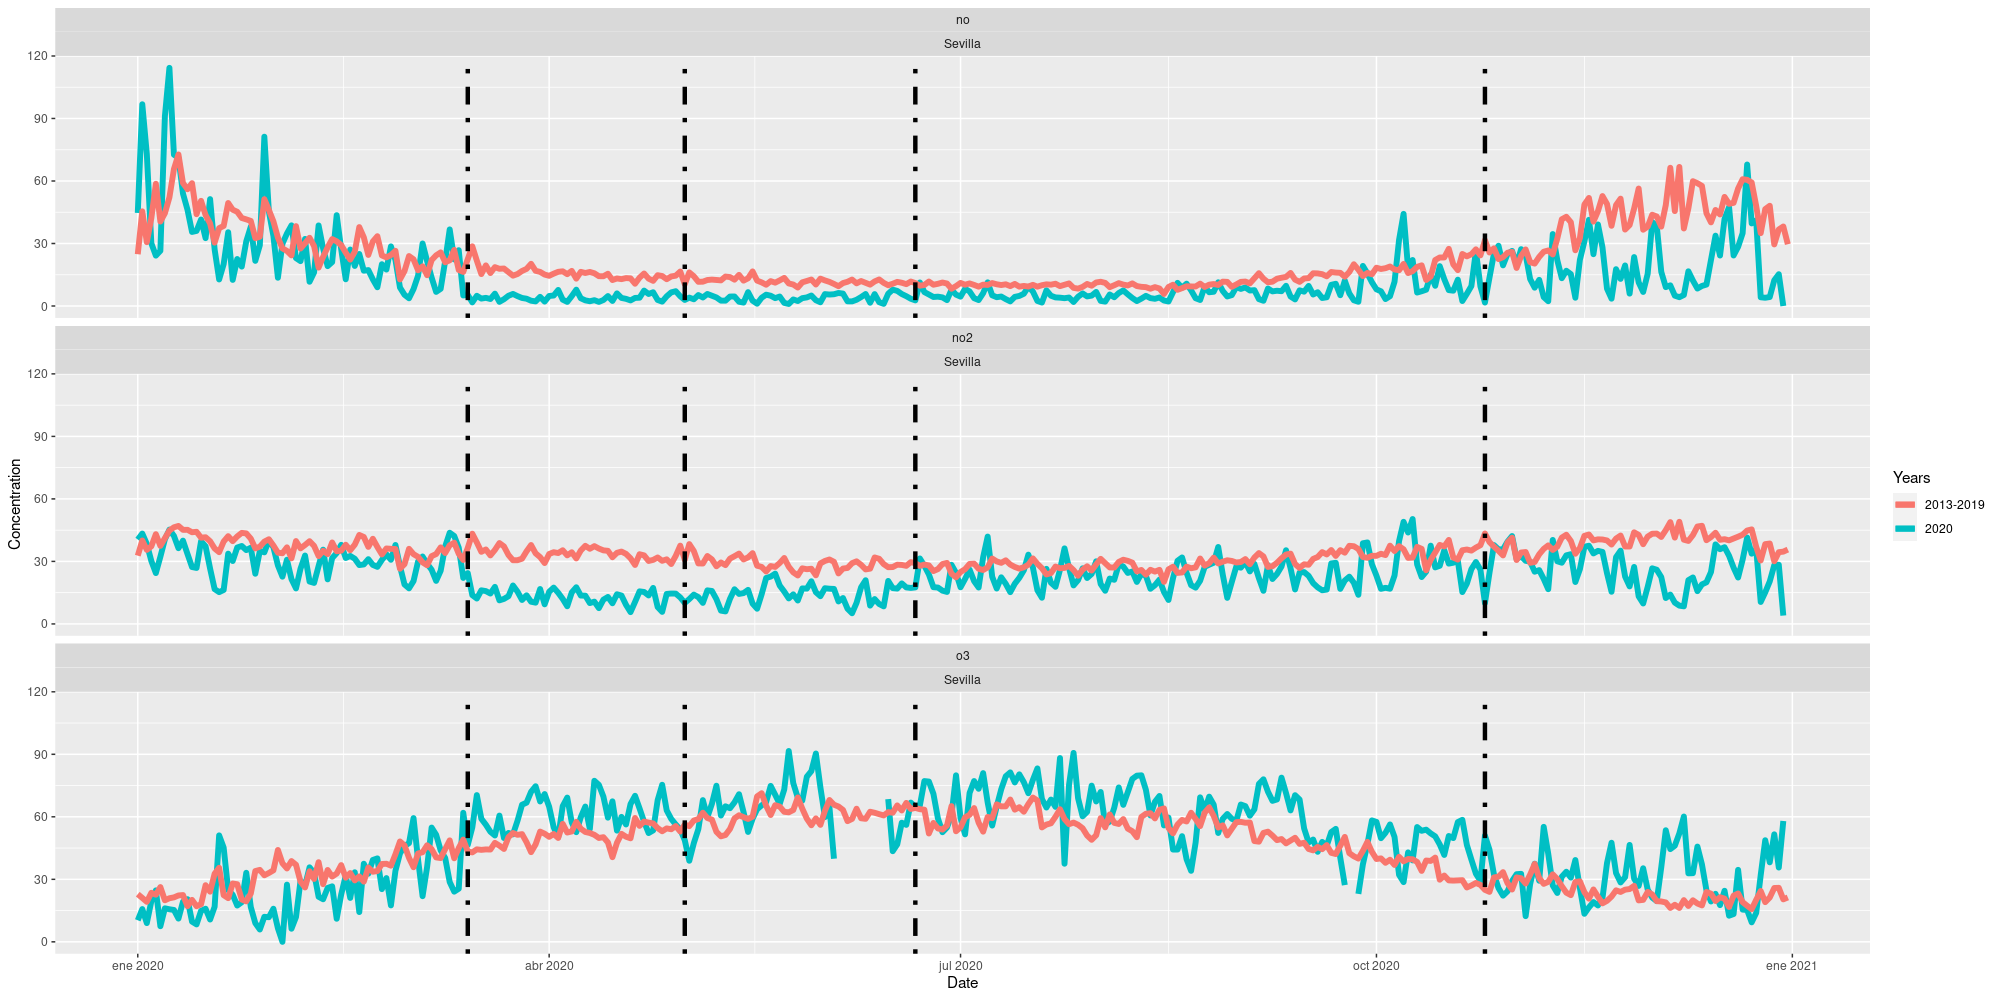 no
Sevilla
120
90
60
30
0
no2
Sevilla
120
90
60
30
0
o3
Sevilla
120
90
60
30
0
Concentration
ene 2020
abr 2020
jul 2020
oct 2020
ene 2021
Date
Years
2013-2019
2020